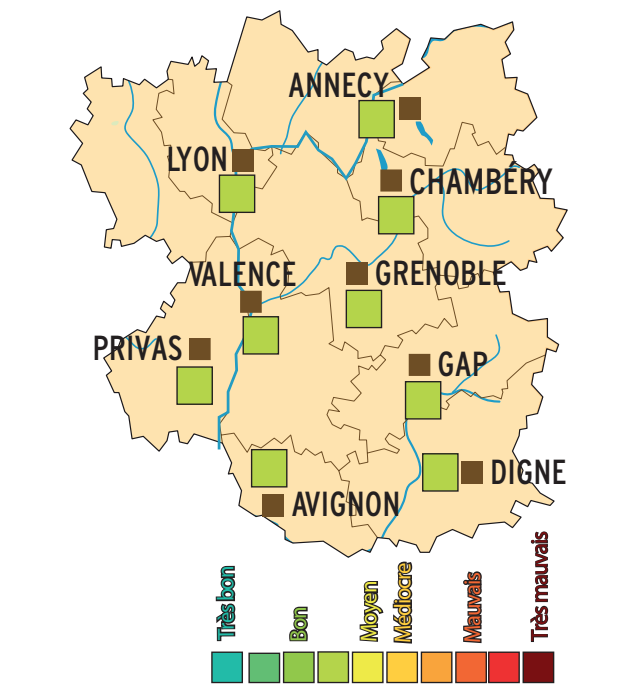 ANNECY
LYON
CHAMBÉRY
VALENCE
GRENOBLE
PRIVAS
GAP
DIGNE
AVIGNON
Très bon
Bon
Moyen
Médiocre
Mauvais
Très mauvais